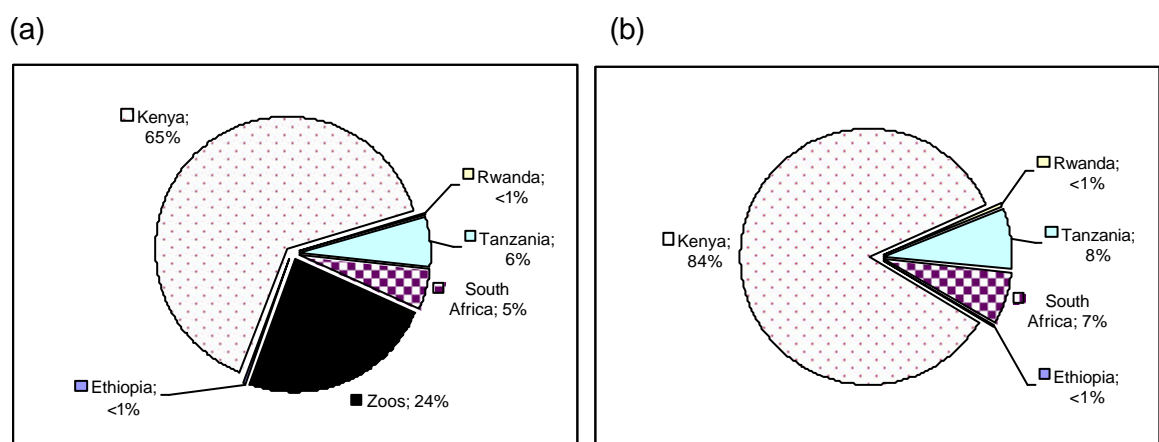 (a)
Kenya;
65%
Rwanda;
<1%
Tanzania;
6%
South
Africa; 5%
Zoos; 24%
Ethiopia;
<1%
(b)
Kenya;
84%
Rwanda;
<1%
Tanzania;
8%
South
Africa; 7%
Ethiopia;
<1%